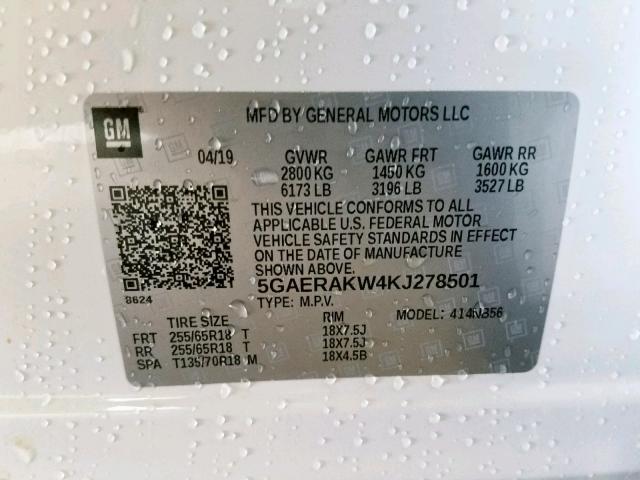 GM
MFD BY GENERAL MOTORS LLC
04/19 GVWR GAWR FRT GAWR RR
2800 KG 1450 KG 1600 KG
6173 LB 3196 LB 3527 LB
THIS VEHICLE CONFORMS TO ALL
APPLICABLE U.S. FEDERAL MOTOR
VEHICLE SAFETY STANDARDS IN EFFECT
ON THE DATE OF MANUFACTURE
SHOWN ABOVE.
8624
5GAERAKW4KJ278501
TYPE: M.P.V. MODEL: 414NB56
TIRE SIZE RIM
FRT 255/65R18 T 18X7.5J
RR 255/65R18 T 18X7.5J
SPA T135/70R18 M 18X4.5B